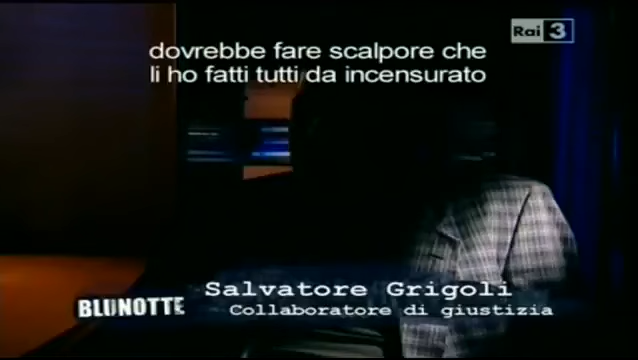 Rai 3
dovrebbe fare scalpore che
li ho fatti tutti da incensurato
Salvatore Grigoli
BLUNOTTE
Collaboratore di giustizia